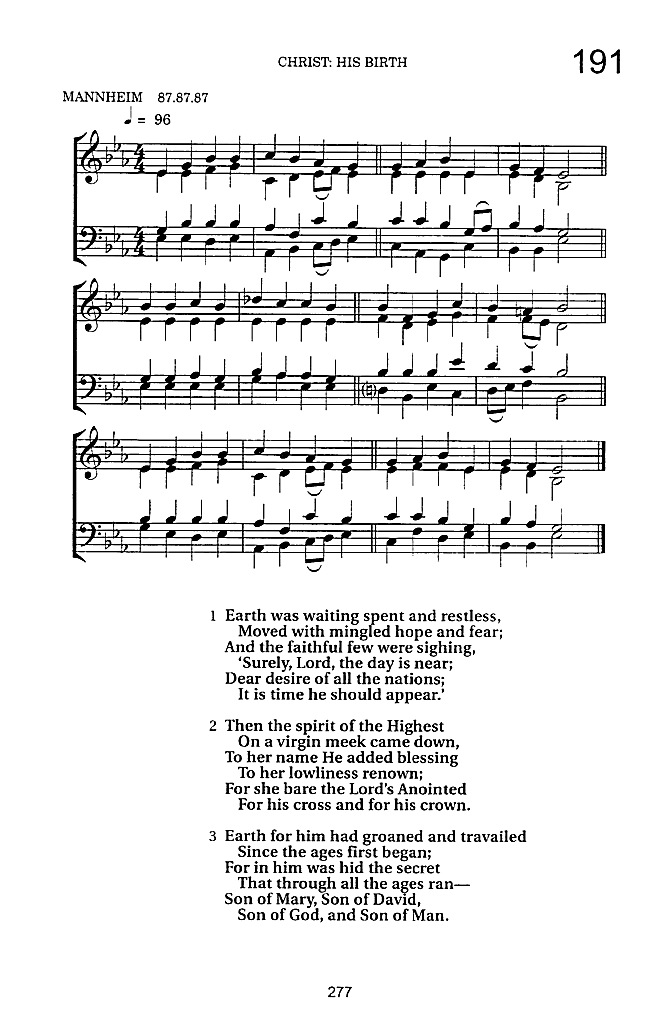 CHRIST: HIS BIRTH
191
MANNHEIM 87.87.87
♩ = 96
1 Earth was waiting spent and restless,
Moved with mingled hope and fear;
And the faithful few were sighing,
‘Surely, Lord, the day is near;
Dear desire of all the nations;
It is time he should appear.’
2 Then the spirit of the Highest
On a virgin meek came down,
To her name He added blessing
To her lowliness renown;
For she bare the Lord’s Anointed
For his cross and for his crown.
3 Earth for him had groaned and travailed
Since the ages first began;
For in him was hid the secret
That through all the ages ran—
Son of Mary, Son of David,
Son of God, and Son of Man.
277